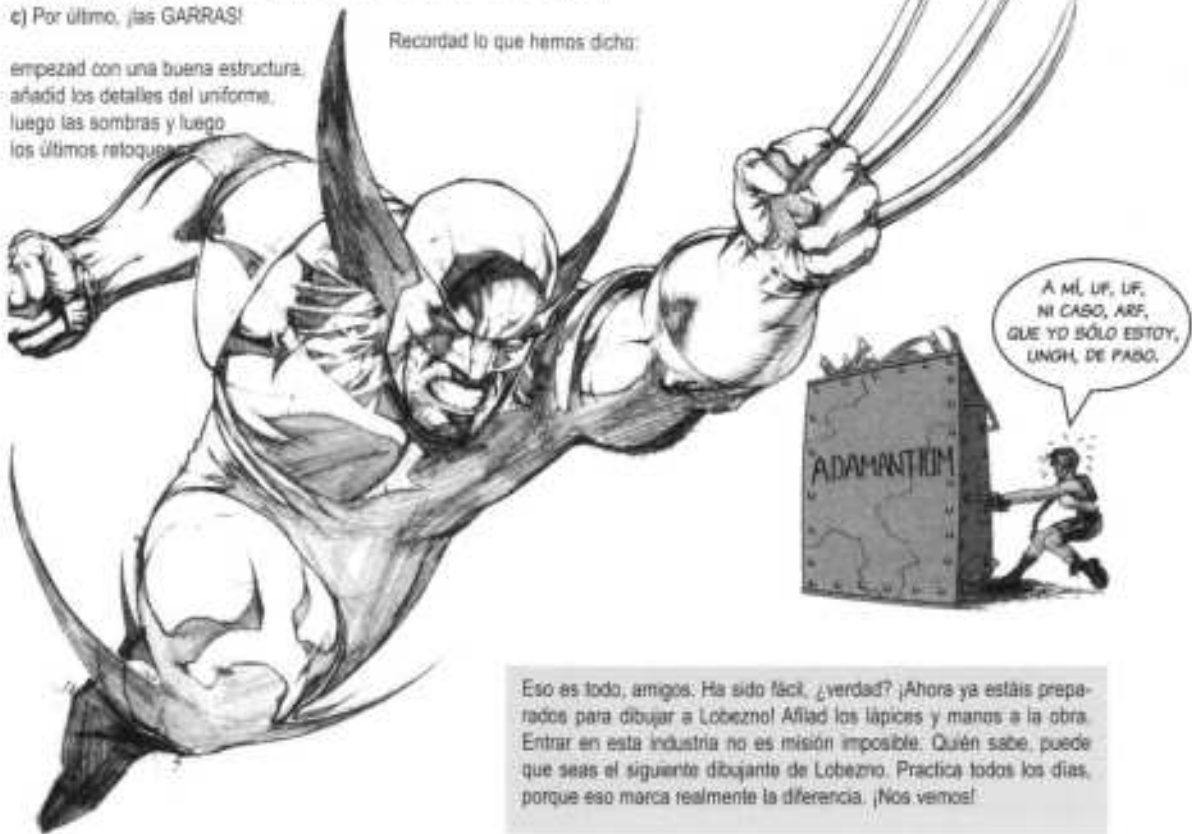 c) Por último, ¡las GARRAS!
empezad con una buena estructura,
añadid los detalles del uniforme,
luego las sombras y luego
los últimos retoques
Recordad lo que hemos dicho:
A MÍ, UF, UF,
NI CASO, ARF,
QUE YO SÓLO ESTOY,
UNGH, DE PASO.
ADAMANTIUM
Eso es todo, amigos. Ha sido fácil, ¿verdad? ¡Ahora ya estáis prepa-
rados para dibujar a Lobezno! Afilad los lápices y manos a la obra.
Entrar en esta industria no es misión imposible. Quién sabe, puede
que seas el siguiente dibujante de Lobezno. Practica todos los días,
porque eso marca realmente la diferencia. ¡Nos vemos!